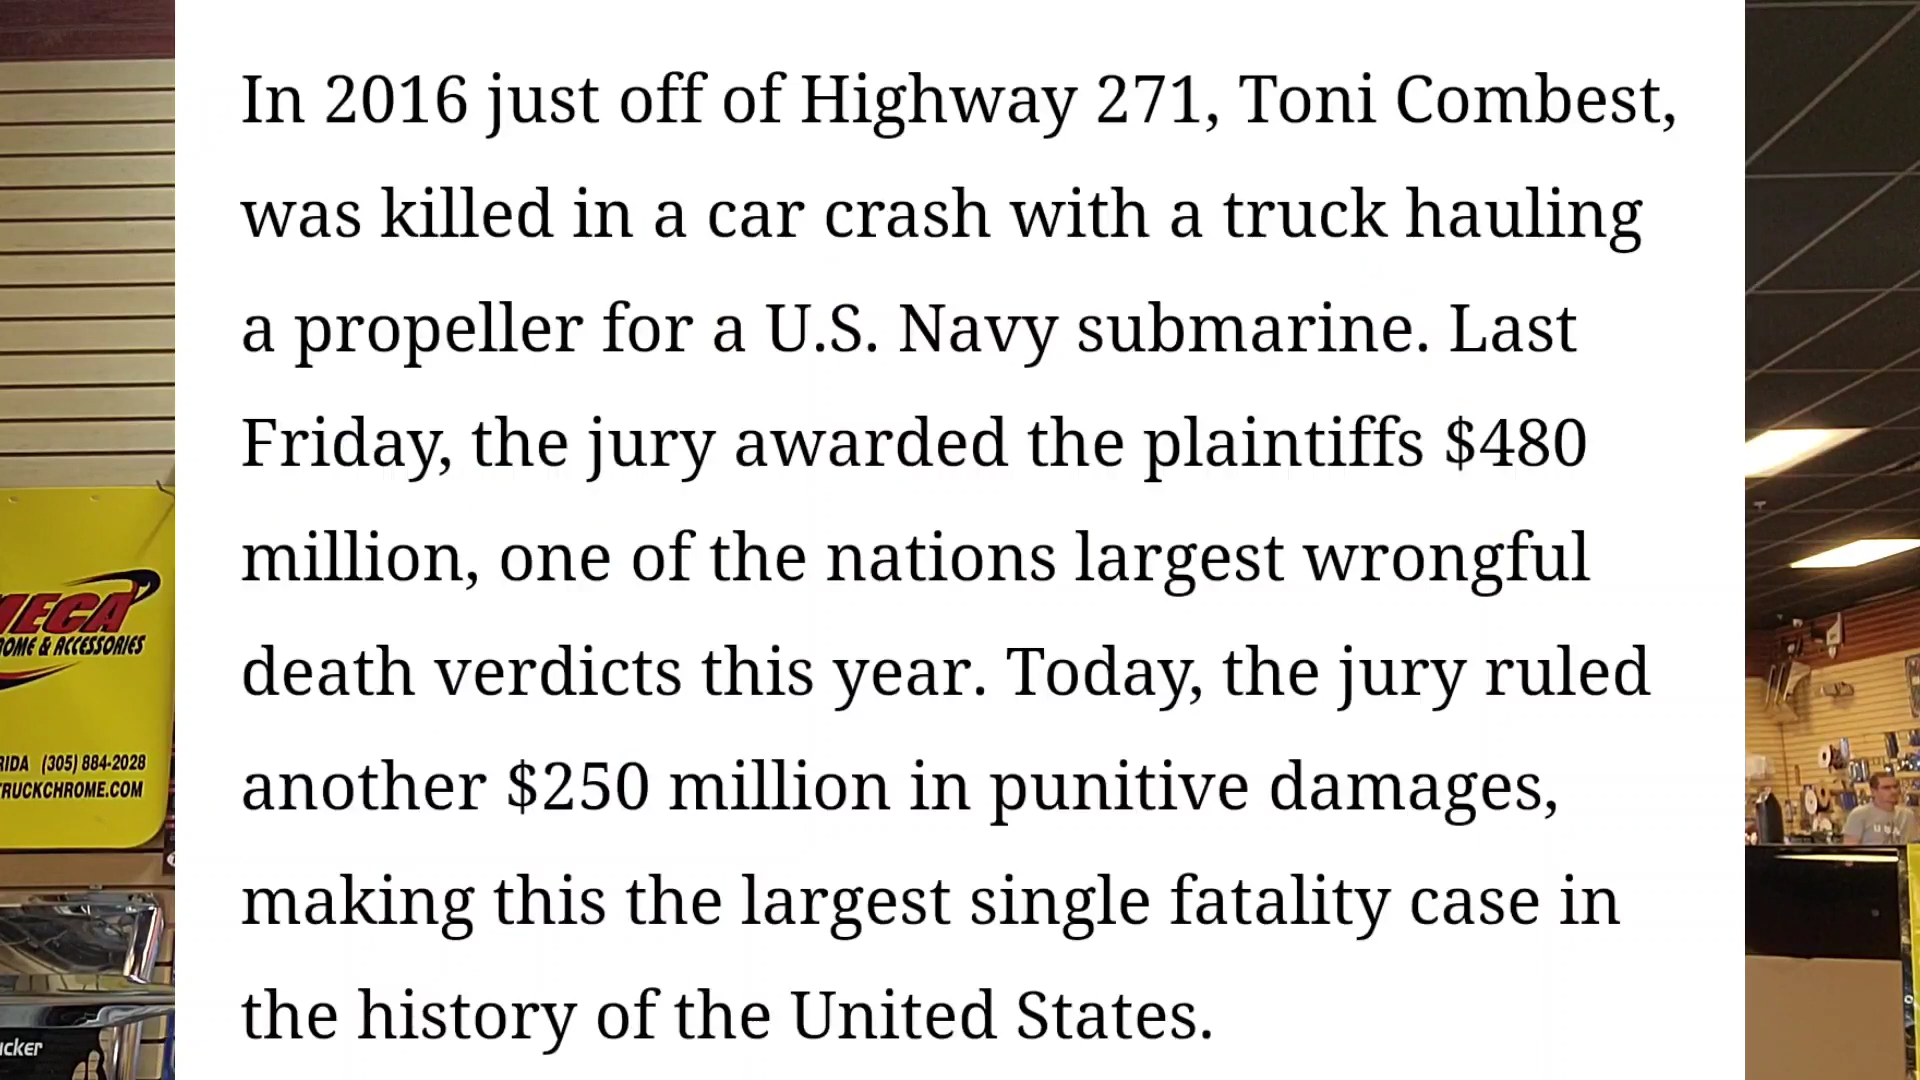 In 2016 just off of Highway 271, Toni Combest,
was killed in a car crash with a truck hauling
a propeller for a U.S. Navy submarine. Last
Friday, the jury awarded the plaintiffs $480
million, one of the nations largest wrongful
death verdicts this year. Today, the jury ruled
another $250 million in punitive damages,
making this the largest single fatality case in
the history of the United States.
MECA
OME & ACCESSORIES
RIDA (305) 884-2028
TRUCKCHROME.COM
cker